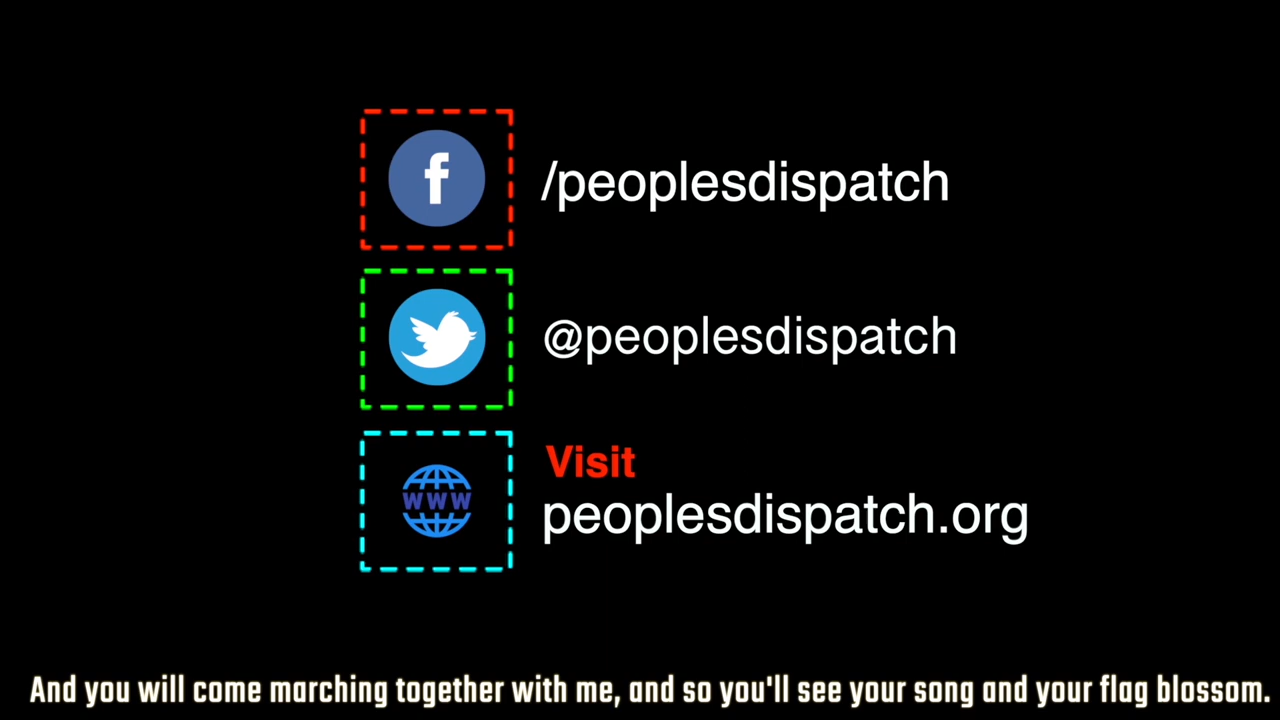 f
/peoplesdispatch
@peoplesdispatch
Visit
www
peoplesdispatch.org
And you will come marching together with me, and so you'll see your song and your flag blossom.